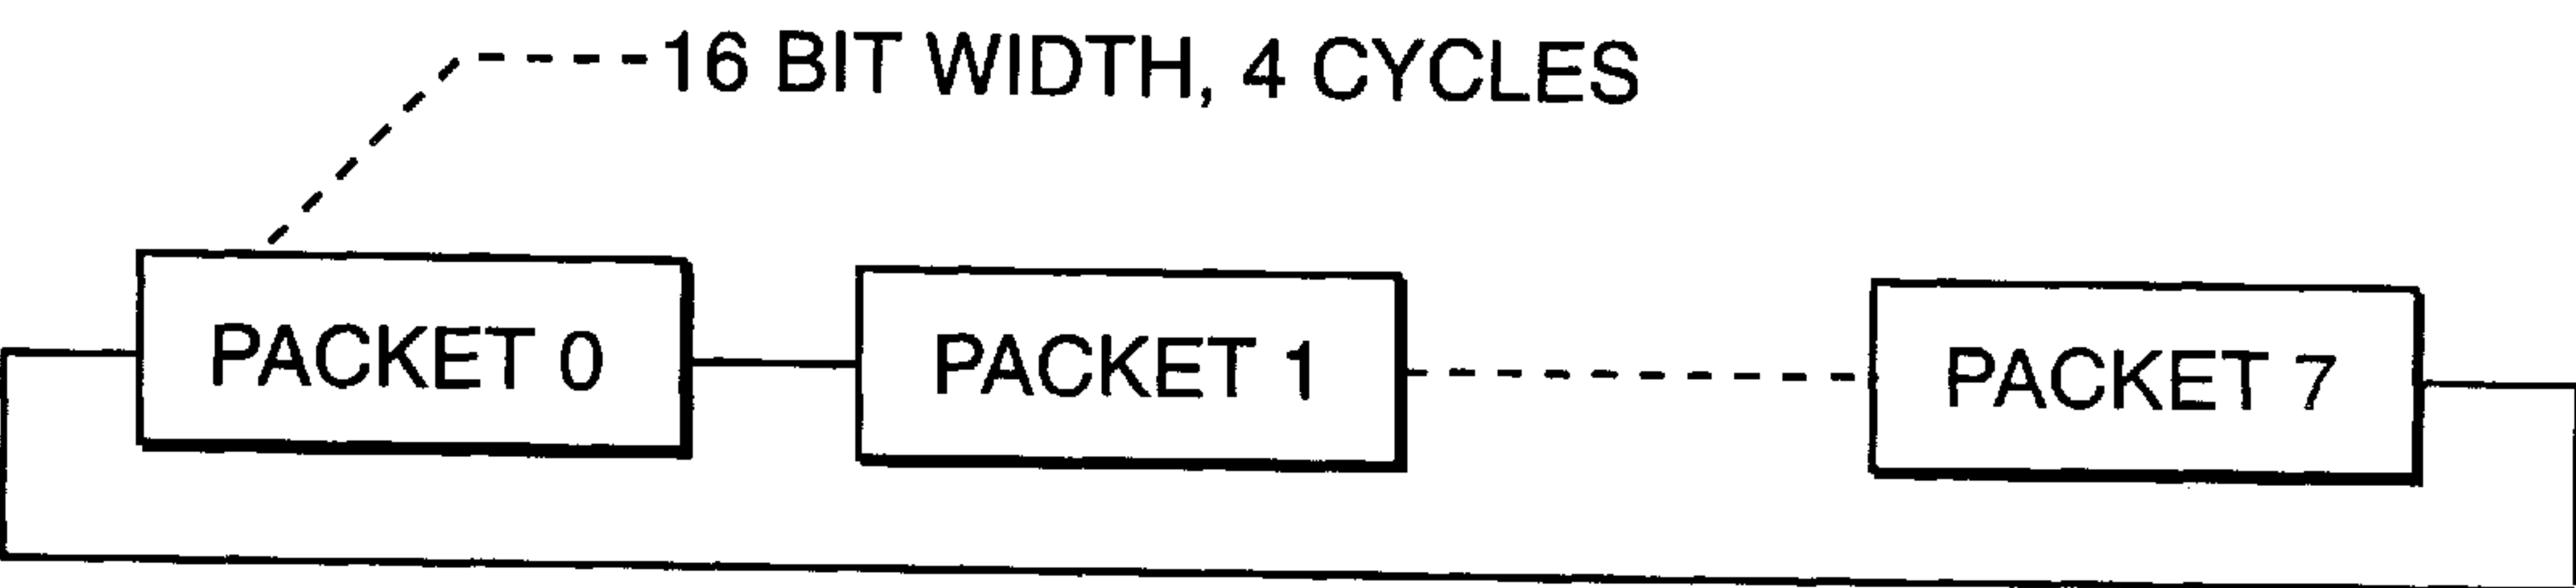 16 BIT WIDTH, 4 CYCLES
PACKET 0
PACKET 1
PACKET 7